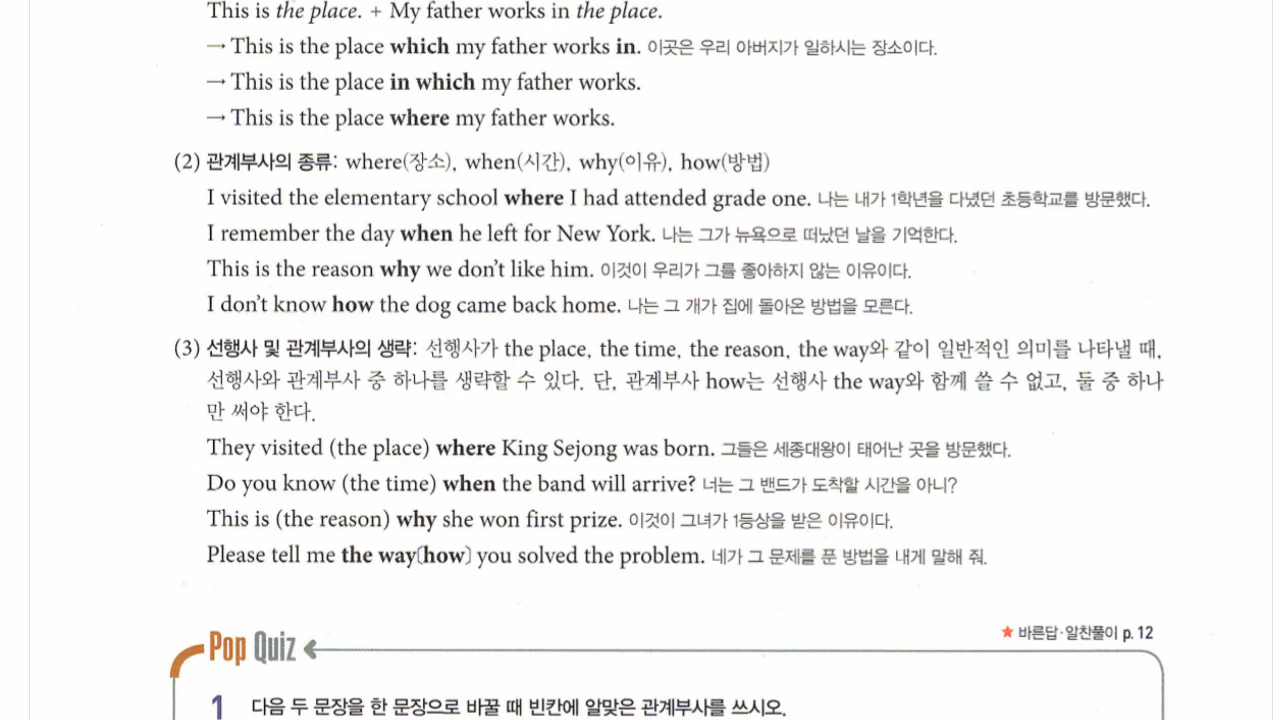 This is the place. + My father works in the place.
→ This is the place which my father works in. 이곳은 우리 아버지가 일하시는 장소이다.
→ This is the place in which my father works.
→ This is the place where my father works.
(2) 관계부사의 종류: where(장소), when(시간), why(이유), how(방법)
I visited the elementary school where I had attended grade one. 나는 내가 1학년을 다녔던 초등학교를 방문했다.
I remember the day when he left for New York. 나는 그가 뉴욕으로 떠났던 날을 기억한다.
This is the reason why we don't like him. 이것이 우리가 그를 좋아하지 않는 이유이다.
I don't know how the dog came back home. 나는 그 개가 집에 돌아온 방법을 모른다.
(3) 선행사 및 관계부사의 생략: 선행사가 the place, the time, the reason, the way와 같이 일반적인 의미를 나타낼 때,
선행사와 관계부사 중 하나를 생략할 수 있다. 단, 관계부사 how는 선행사 the way와 함께 쓸 수 없고, 둘 중 하나
만 써야 한다.
They visited (the place) where King Sejong was born. 그들은 세종대왕이 태어난 곳을 방문했다.
Do you know (the time) when the band will arrive? 너는 그 밴드가 도착할 시간을 아니?
This is (the reason) why she won first prize. 이것이 그녀가 1등상을 받은 이유이다.
Please tell me the way[how] you solved the problem. 네가 그 문제를 푼 방법을 내게 말해 줘.
★ 바른답·알찬풀이 p. 12
Pop Quiz
1 다음 두 문장을 한 문장으로 바꿀 때 빈칸에 알맞은 관계부사를 쓰시오.